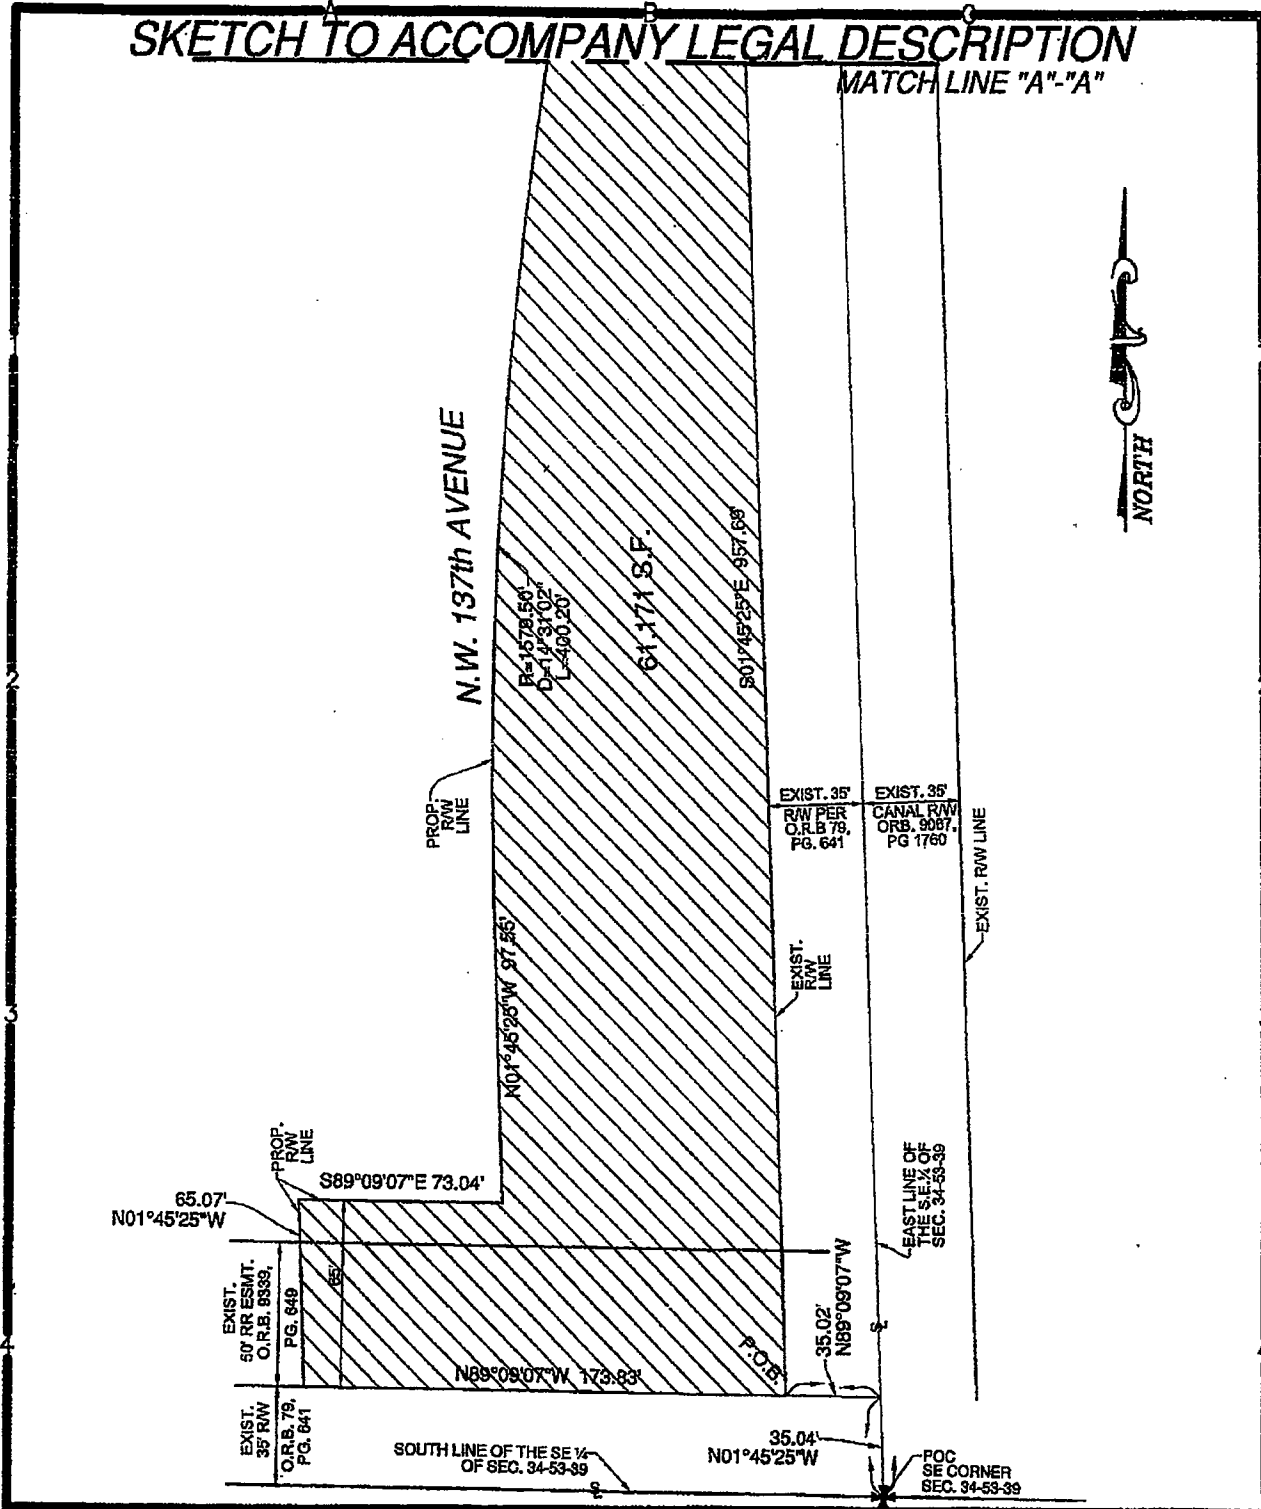 A B C
SKETCH TO ACCOMPANY LEGAL DESCRIPTION
MATCH LINE "A"-"A"
NORTH
N.W. 137th AVENUE
R=1579.50'
D=14°31'02"
L=400.20'
61,171 S.F.
S01°45'25"E 957.69'
2
PROP.
R/W
LINE
EXIST. 35'
R/W PER
O.R.B 79,
PG. 641
EXIST. 35'
CANAL R/W
ORB. 9087,
PG 1760
EXIST. R/W LINE
N01°45'25"W 97.55'
EXIST.
R/W
LINE
3
PROP.
R/W
LINE
S89°09'07"E 73.04'
65.07'
N01°45'25"W
EAST LINE OF
THE S.E.¼ OF
SEC. 34-53-39
EXIST.
50' RR ESMT.
O.R.B. 9339,
PG. 649
65'
35.02'
N89°09'07"W
4
P.O.B.
N89°09'07"W 173.83'
EXIST.
35' R/W
O.R.B. 79,
PG. 641
SOUTH LINE OF THE SE ¼
OF SEC. 34-53-39
35.04'
N01°45'25"W
POC
SE CORNER
SEC. 34-53-39